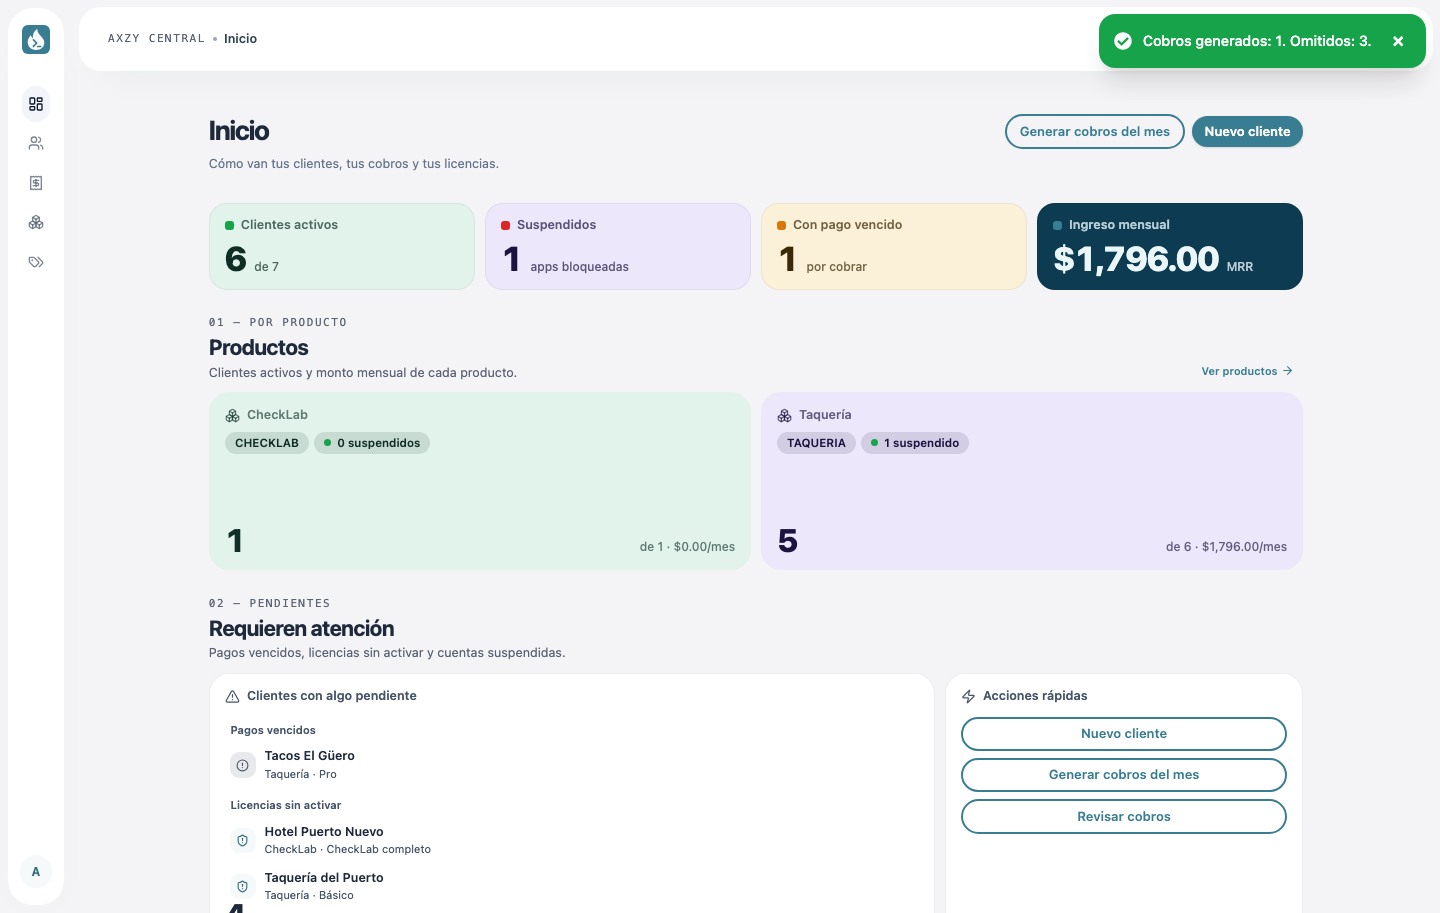 AXZY CENTRAL • Inicio
Cobros generados: 1. Omitidos: 3.
Inicio
Generar cobros del mes
Nuevo cliente
Cómo van tus clientes, tus cobros y tus licencias.
Clientes activos
6 de 7
Suspendidos
1 apps bloqueadas
Con pago vencido
1 por cobrar
Ingreso mensual
$1,796.00 MRR
01 — POR PRODUCTO
Productos
Clientes activos y monto mensual de cada producto.
Ver productos →
CheckLab
CHECKLAB
0 suspendidos
1
de 1 · $0.00/mes
Taquería
TAQUERIA
1 suspendido
5
de 6 · $1,796.00/mes
02 — PENDIENTES
Requieren atención
Pagos vencidos, licencias sin activar y cuentas suspendidas.
Clientes con algo pendiente
Pagos vencidos
Tacos El Güero
Taquería · Pro
Licencias sin activar
Hotel Puerto Nuevo
CheckLab · CheckLab completo
Taquería del Puerto
Taquería · Básico
Acciones rápidas
Nuevo cliente
Generar cobros del mes
Revisar cobros
A